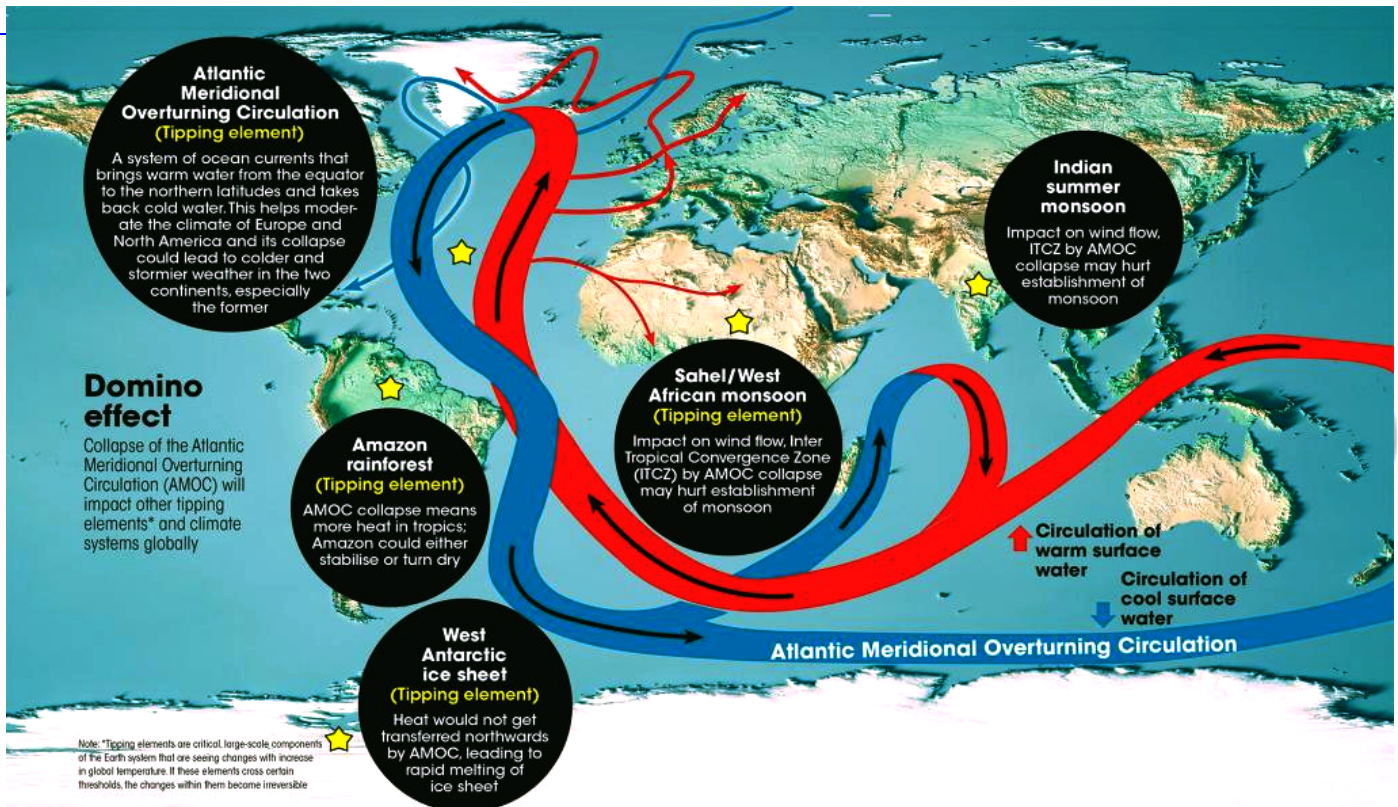 Atlantic
Meridional
Overturning Circulation
(Tipping element)
A system of ocean currents that
brings warm water from the equator
to the northern latitudes and takes
back cold water. This helps moder-
ate the climate of Europe and
North America and its collapse
could lead to colder and
stormier weather in the two
continents, especially
the former
Indian
summer
monsoon
Impact on wind flow,
ITCZ by AMOC
collapse may hurt
establishment of
monsoon
Domino
effect
Collapse of the Atlantic
Meridional Overturning
Circulation (AMOC) will
impact other tipping
elements* and climate
systems globally
Sahel/West
African monsoon
(Tipping element)
Impact on wind flow, Inter
Tropical Convergence Zone
(ITCZ) by AMOC collapse
may hurt establishment
of monsoon
Amazon
rainforest
(Tipping element)
AMOC collapse means
more heat in tropics;
Amazon could either
stabilise or turn dry
Circulation of
warm surface
water
Circulation of
cool surface
water
Atlantic Meridional Overturning Circulation
West
Antarctic
ice sheet
(Tipping element)
Heat would not get
transferred northwards
by AMOC, leading to
rapid melting of
ice sheet
Note: *Tipping elements are critical, large-scale components
of the Earth system that are seeing changes with increase
in global temperature. If these elements cross certain
thresholds, the changes within them become irreversible